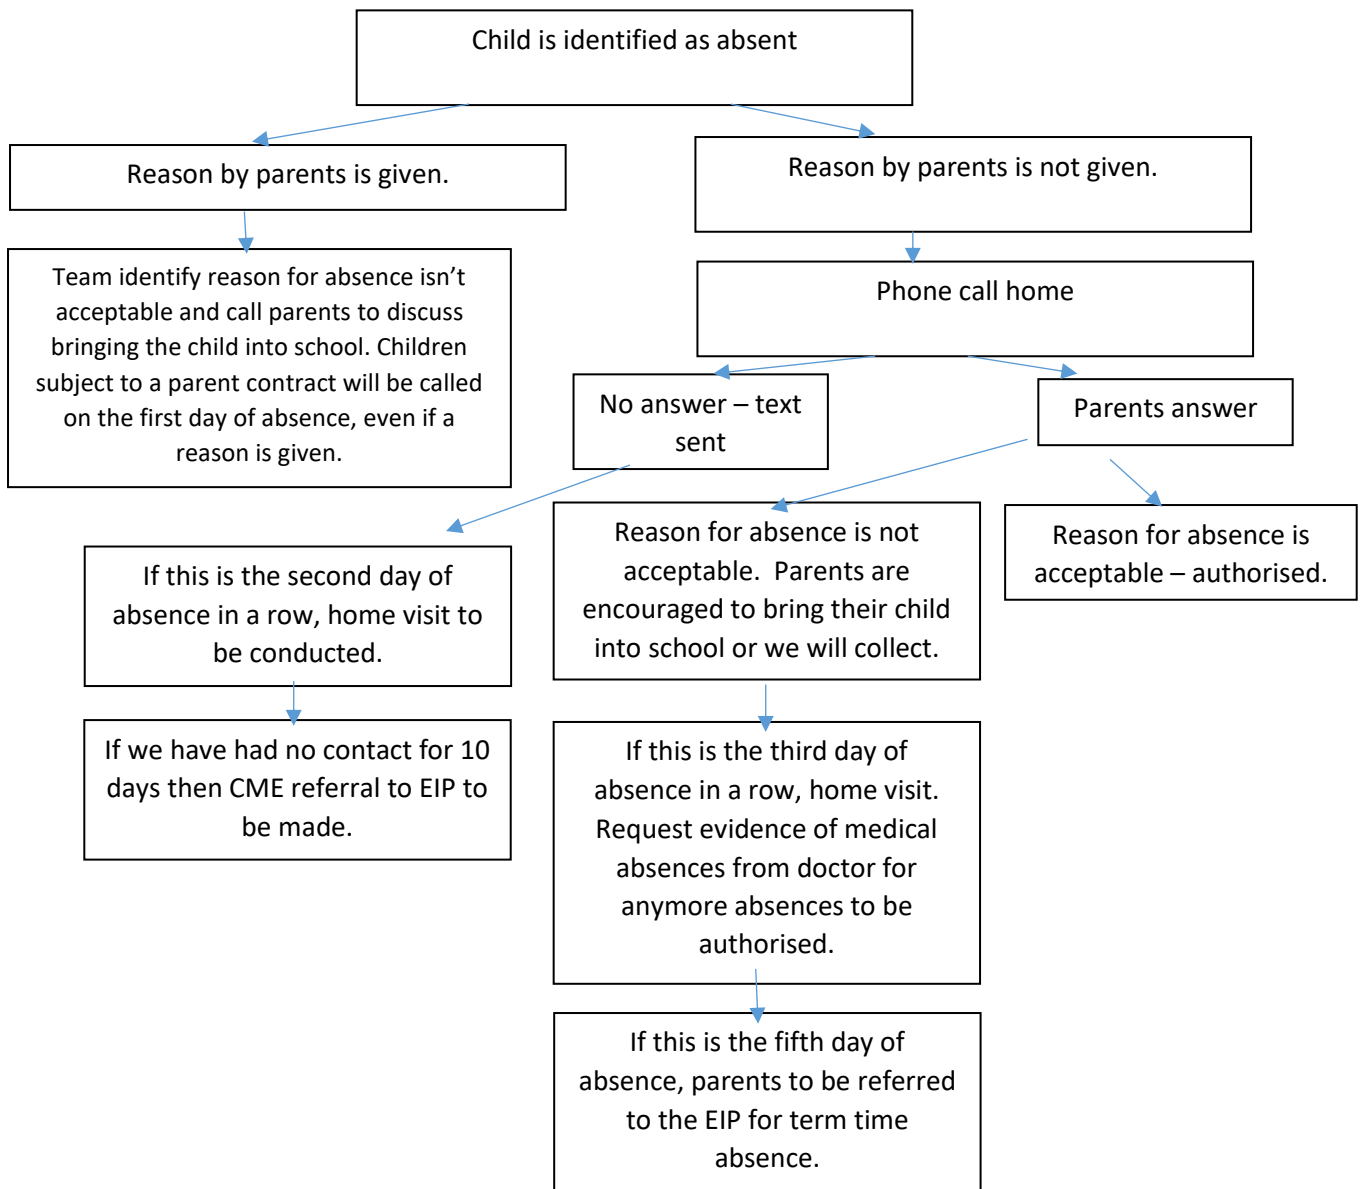 Child is identified as absent
Reason by parents is given.
Reason by parents is not given.
Team identify reason for absence isn’t
acceptable and call parents to discuss
bringing the child into school. Children
subject to a parent contract will be called
on the first day of absence, even if a
reason is given.
Phone call home
No answer – text
sent
Parents answer
If this is the second day of
absence in a row, home visit to
be conducted.
Reason for absence is not
acceptable.  Parents are
encouraged to bring their child
into school or we will collect.
Reason for absence is
acceptable – authorised.
If we have had no contact for 10
days then CME referral to EIP to
be made.
If this is the third day of
absence in a row, home visit.
Request evidence of medical
absences from doctor for
anymore absences to be
authorised.
If this is the fifth day of
absence, parents to be referred
to the EIP for term time
absence.